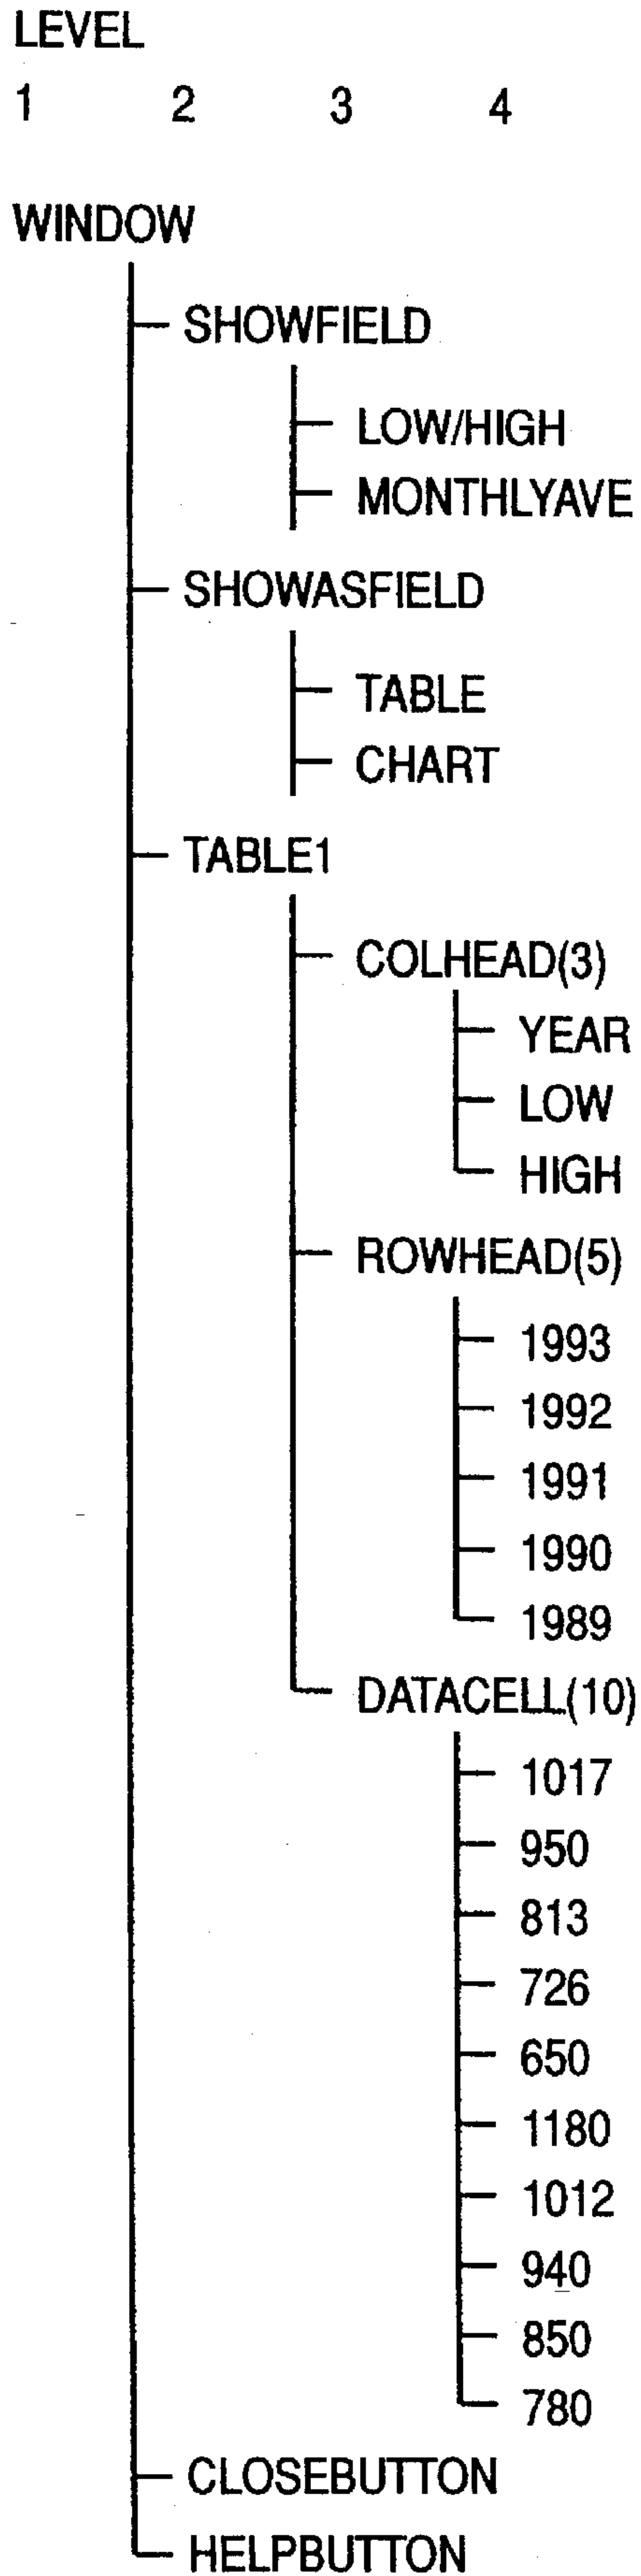 LEVEL
1 2 3 4
WINDOW
SHOWFIELD
LOW/HIGH
MONTHLYAVE
SHOWASFIELD
TABLE
CHART
TABLE1
COLHEAD(3)
YEAR
LOW
HIGH
ROWHEAD(5)
1993
1992
1991
1990
1989
DATACELL(10)
1017
950
813
726
650
1180
1012
940
850
780
CLOSEBUTTON
HELPBUTTON